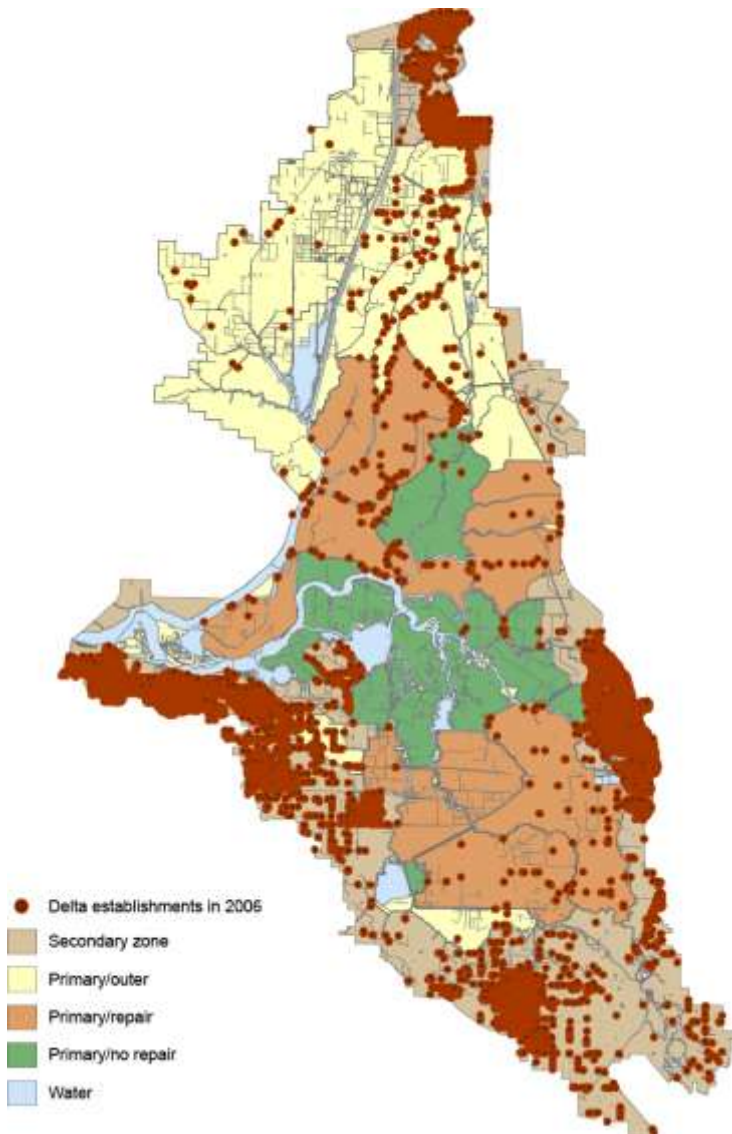 Delta establishments in 2006
Secondary zone
Primary/outer
Primary/repair
Primary/no repair
Water